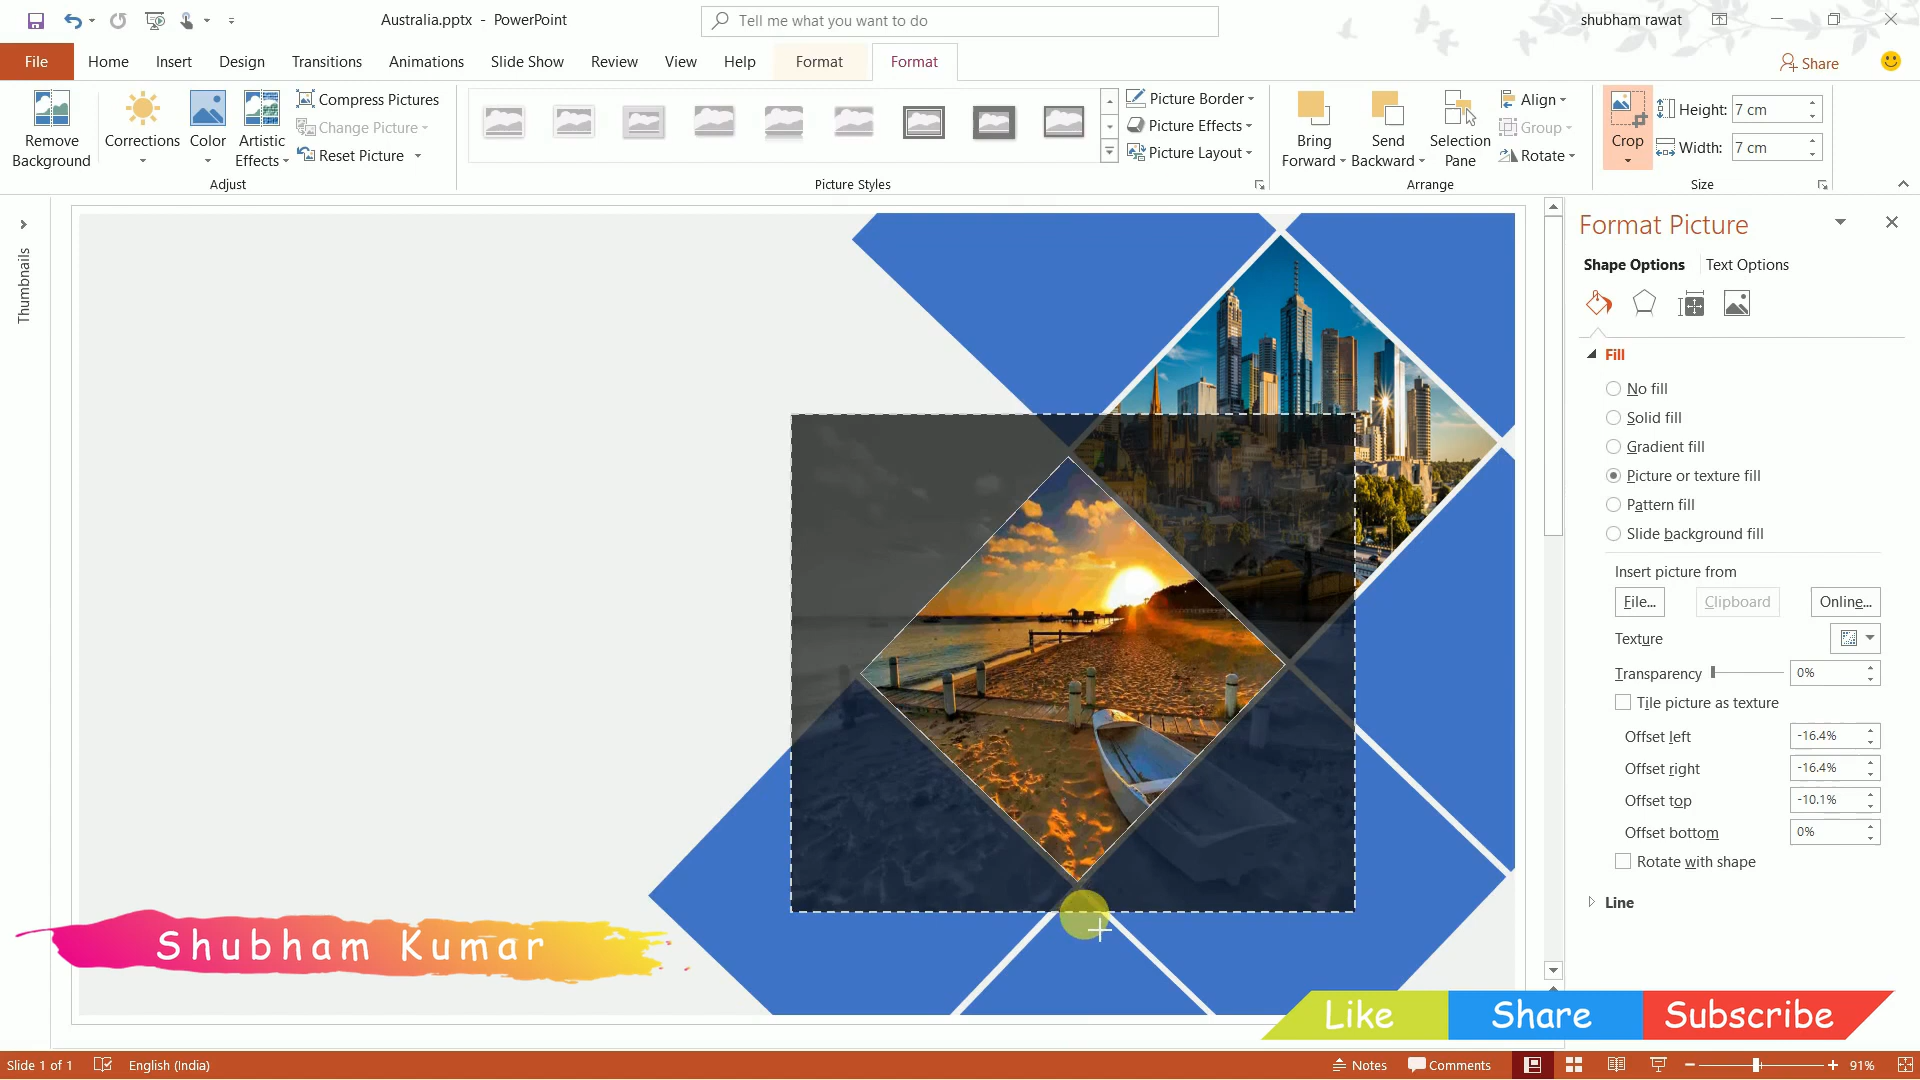 Australia.pptx - PowerPoint
Tell me what you want to do
shubham rawat
File Home Insert Design Transitions Animations Slide Show Review View Help Format Format
Share
Remove Background
Corrections
Color
Artistic Effects
Compress Pictures
Change Picture
Reset Picture
Adjust
Picture Styles
Picture Border
Picture Effects
Picture Layout
Bring Forward
Send Backward
Selection Pane
Align
Group
Rotate
Arrange
Crop
Height: 7 cm
Width: 7 cm
Size
Thumbnails
Format Picture
Shape Options Text Options
Fill
No fill
Solid fill
Gradient fill
Picture or texture fill
Pattern fill
Slide background fill
Insert picture from
File... Clipboard Online...
Texture
Transparency 0%
Tile picture as texture
Offset left -16.4%
Offset right -16.4%
Offset top -10.1%
Offset bottom 0%
Rotate with shape
Line
Shubham Kumar
Like Share Subscribe
Slide 1 of 1 English (India) Notes Comments 91%